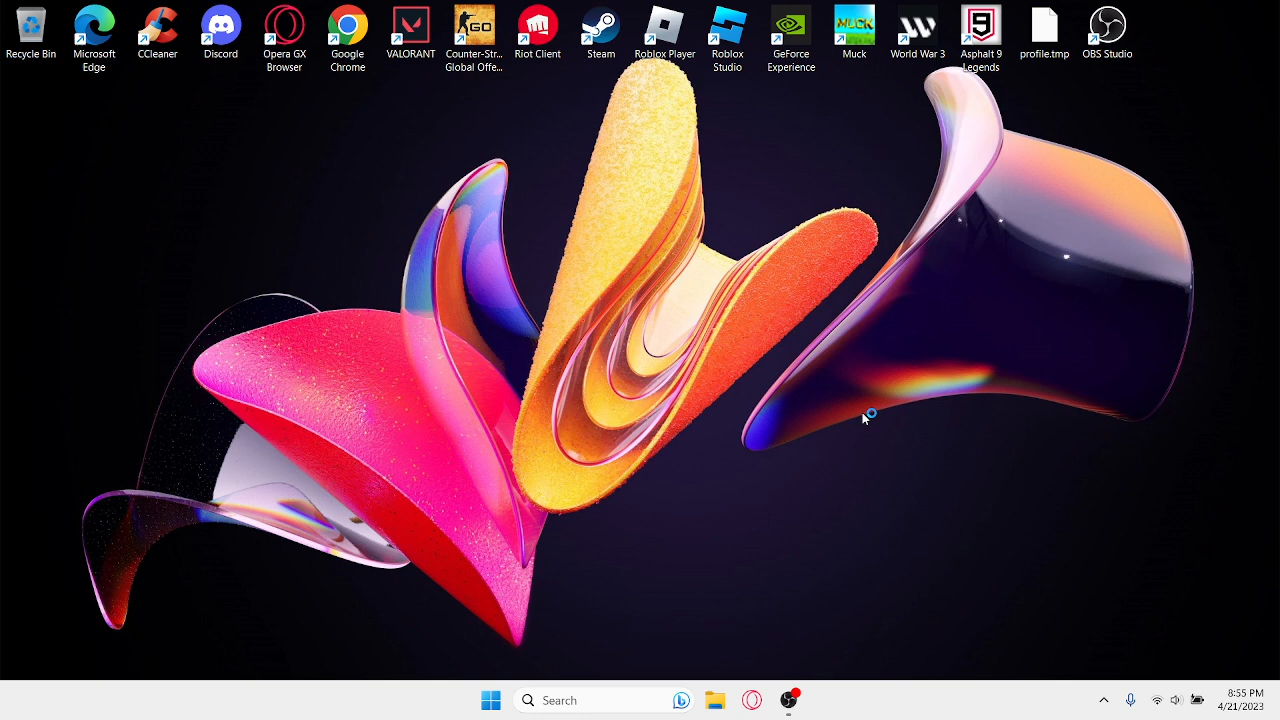 Recycle Bin
Microsoft
Edge
CCleaner
Discord
Opera GX
Browser
Google
Chrome
VALORANT
GO
Counter-Str...
Global Offe...
Riot Client
Steam
Roblox Player
Roblox
Studio
GeForce
Experience
MUCK
Muck
World War 3
9
Asphalt 9
Legends
profile.tmp
OBS Studio
Search
8:55 PM
4/21/2023